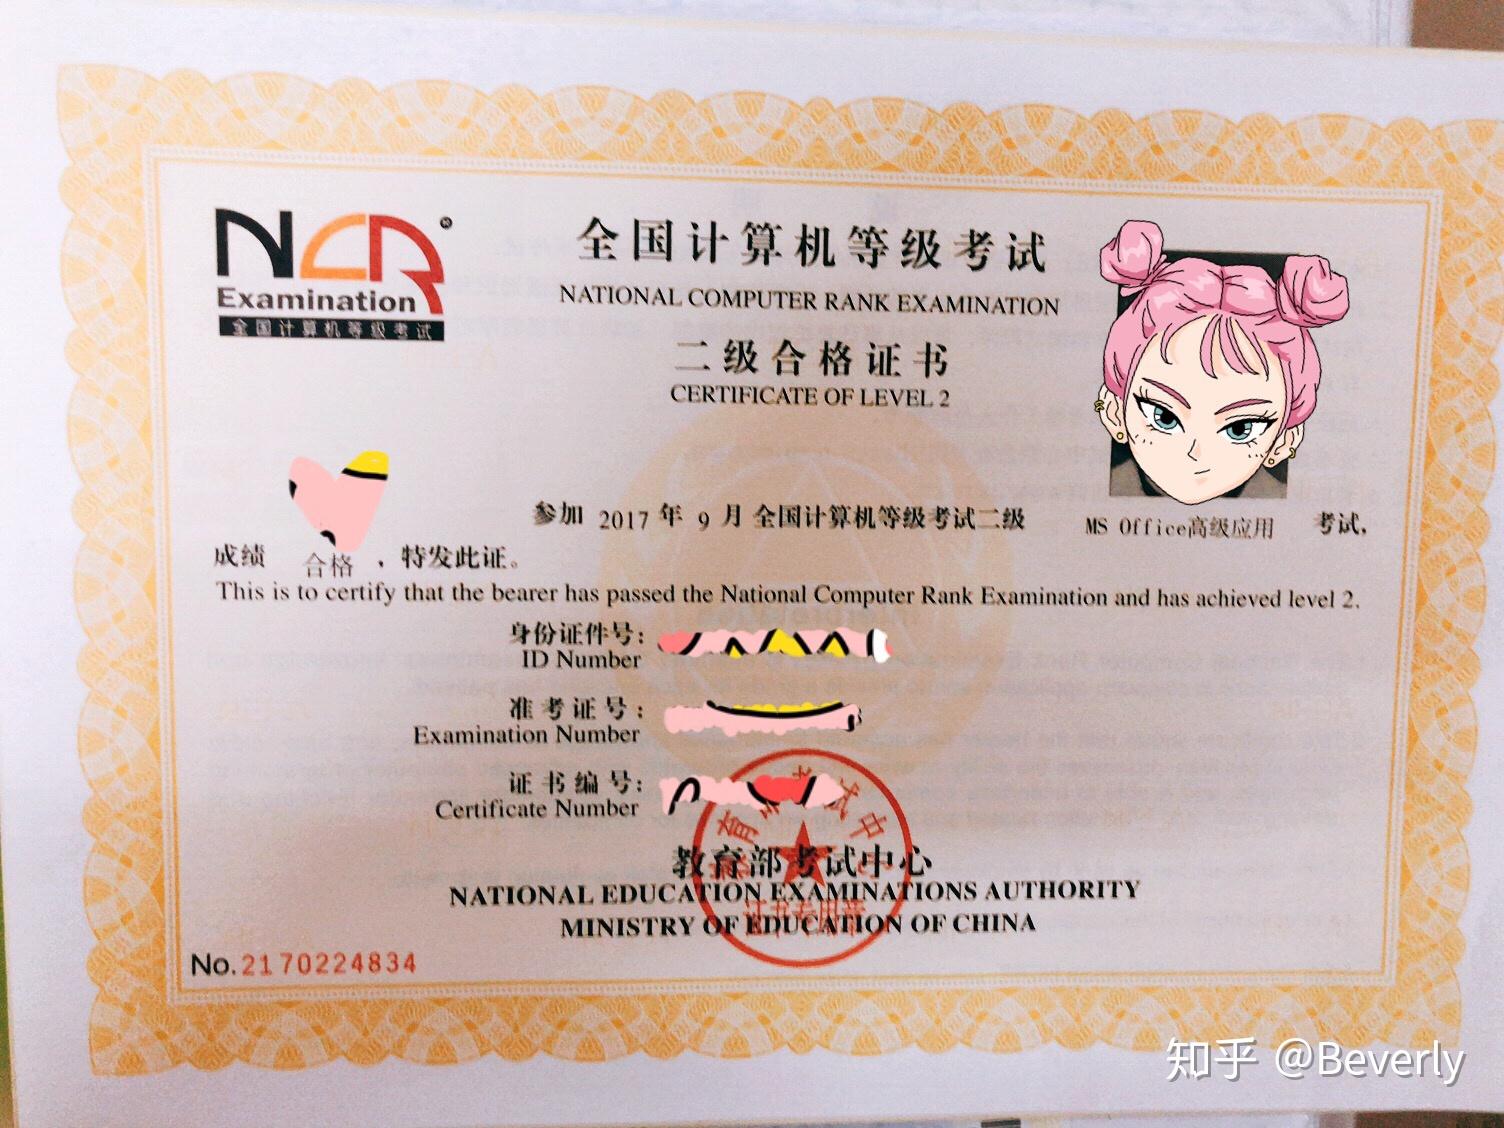 NCR
Examination
全国计算机等级考试
全国计算机等级考试
NATIONAL COMPUTER RANK EXAMINATION
二级合格证书
CERTIFICATE OF LEVEL 2
参加 2017 年 9 月 全国计算机等级考试二级 MS Office高级应用 考试,
成绩 合格 ，特发此证。
This is to certify that the bearer has passed the National Computer Rank Examination and has achieved level 2.
身份证件号:
ID Number
准考证号:
Examination Number
证书编号:
Certificate Number
教育部考试中心
NATIONAL EDUCATION EXAMINATIONS AUTHORITY
MINISTRY OF EDUCATION OF CHINA
证书专用章
No.2170224834
知乎 @Beverly